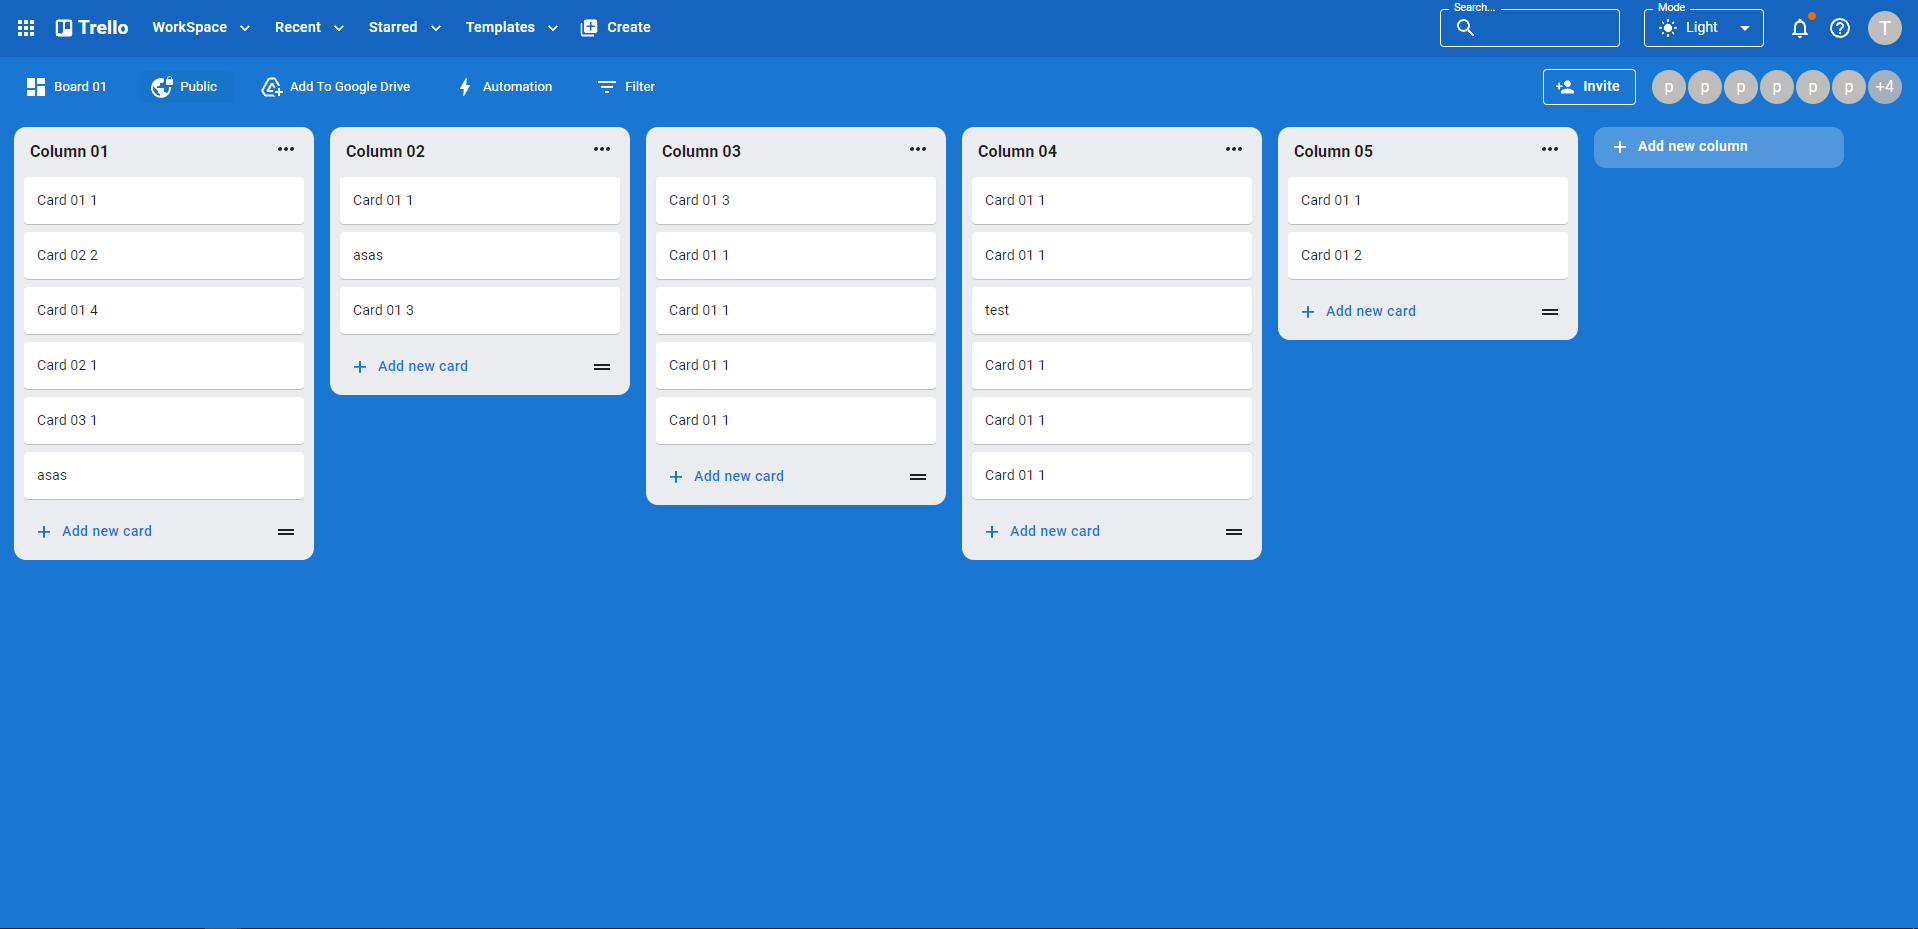 Trello WorkSpace Recent Starred Templates Create Search... Mode Light T
Board 01 Public Add To Google Drive Automation Filter Invite p p p p p p +4
Column 01
Card 01 1
Card 02 2
Card 01 4
Card 02 1
Card 03 1
asas
Add new card
Column 02
Card 01 1
asas
Card 01 3
Add new card
Column 03
Card 01 3
Card 01 1
Card 01 1
Card 01 1
Card 01 1
Add new card
Column 04
Card 01 1
Card 01 1
test
Card 01 1
Card 01 1
Card 01 1
Add new card
Column 05
Card 01 1
Card 01 2
Add new card
Add new column